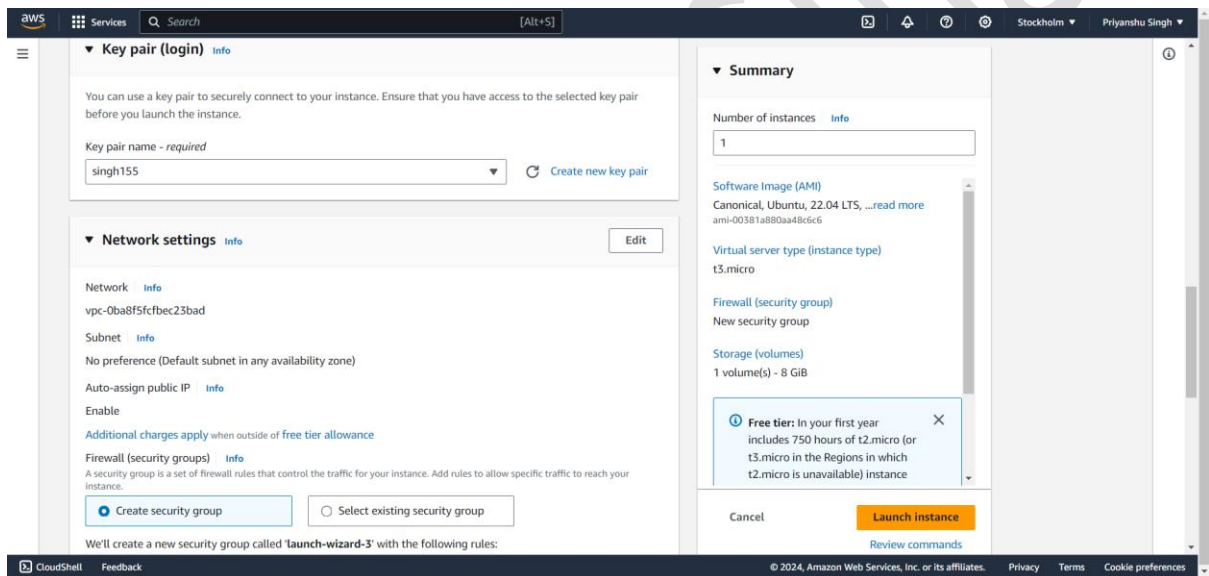 aws
Services
Search
[Alt+S]
Stockholm ▼
Priyanshu Singh ▼
▼ Key pair (login) Info
You can use a key pair to securely connect to your instance. Ensure that you have access to the selected key pair
before you launch the instance.
Key pair name - required
singh155
Create new key pair
▼ Network settings Info
Edit
Network Info
vpc-0ba8f5fcfbec23bad
Subnet Info
No preference (Default subnet in any availability zone)
Auto-assign public IP Info
Enable
Additional charges apply when outside of free tier allowance
Firewall (security groups) Info
A security group is a set of firewall rules that control the traffic for your instance. Add rules to allow specific traffic to reach your
instance.
Create security group
Select existing security group
We'll create a new security group called 'launch-wizard-3' with the following rules:
▼ Summary
Number of instances Info
1
Software Image (AMI)
Canonical, Ubuntu, 22.04 LTS, ...read more
ami-00381a880aa48c6c6
Virtual server type (instance type)
t3.micro
Firewall (security group)
New security group
Storage (volumes)
1 volume(s) - 8 GiB
Free tier: In your first year
includes 750 hours of t2.micro (or
t3.micro in the Regions in which
t2.micro is unavailable) instance
Cancel
Launch instance
Review commands
CloudShell
Feedback
© 2024, Amazon Web Services, Inc. or its affiliates.
Privacy
Terms
Cookie preferences